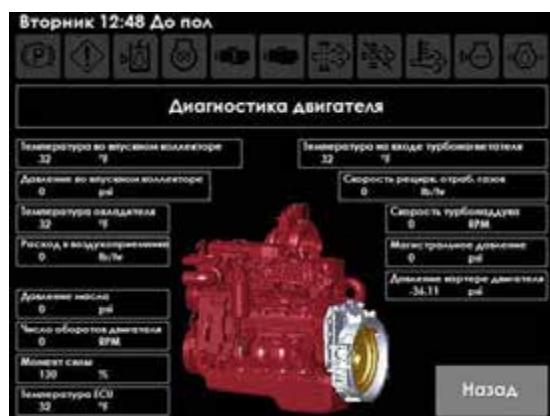 Вторник 12:48 До пол
Диагностика двигателя
Температура во впускном коллекторе
32 °F
Давление во впускном коллекторе
0 psi
Температура охладителя
32 °F
Расход в воздухоприемнике
0 lb/hr
Давление масла
0 psi
Число оборотов двигателя
0 RPM
Момент силы
130 %
Температура ECU
32 °F
Температура на входе турбонагнетателя
32 °F
Скорость рецирк. отраб. газов
0 lb/hr
Скорость турбонаддува
0 RPM
Магистральное давление
0 psi
Давление картере двигателя
-36.11 psi
Назад